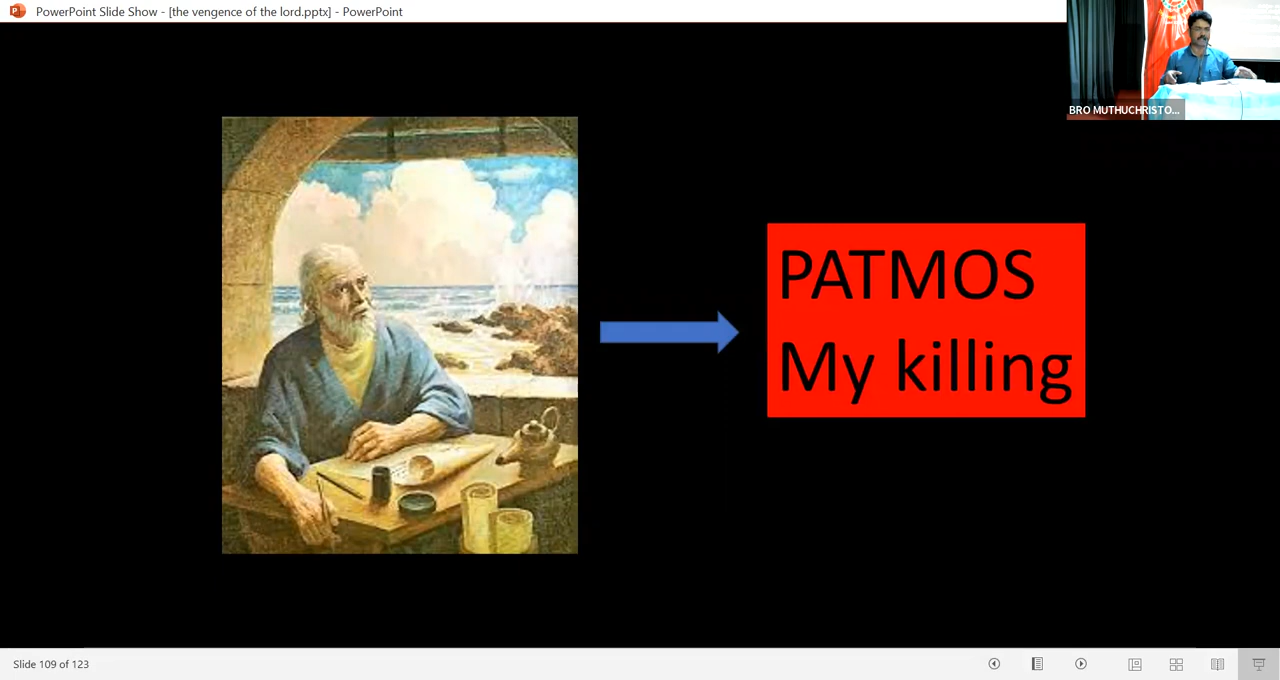 PowerPoint Slide Show - [the vengence of the lord.pptx] - PowerPoint
BRO MUTHUCHRISTO...
PATMOS
My killing
Slide 109 of 123